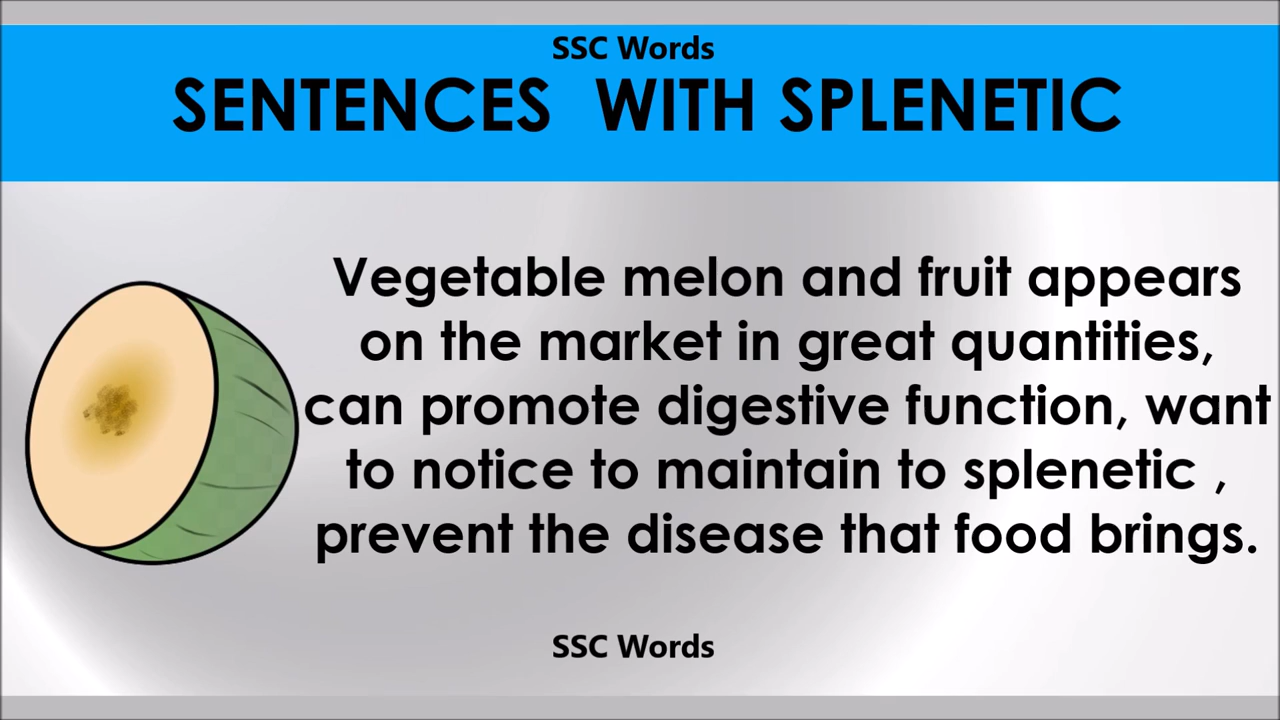 SSC Words
SENTENCES  WITH SPLENETIC
Vegetable melon and fruit appears
on the market in great quantities,
can promote digestive function, want
to notice to maintain to splenetic ,
prevent the disease that food brings.
SSC Words